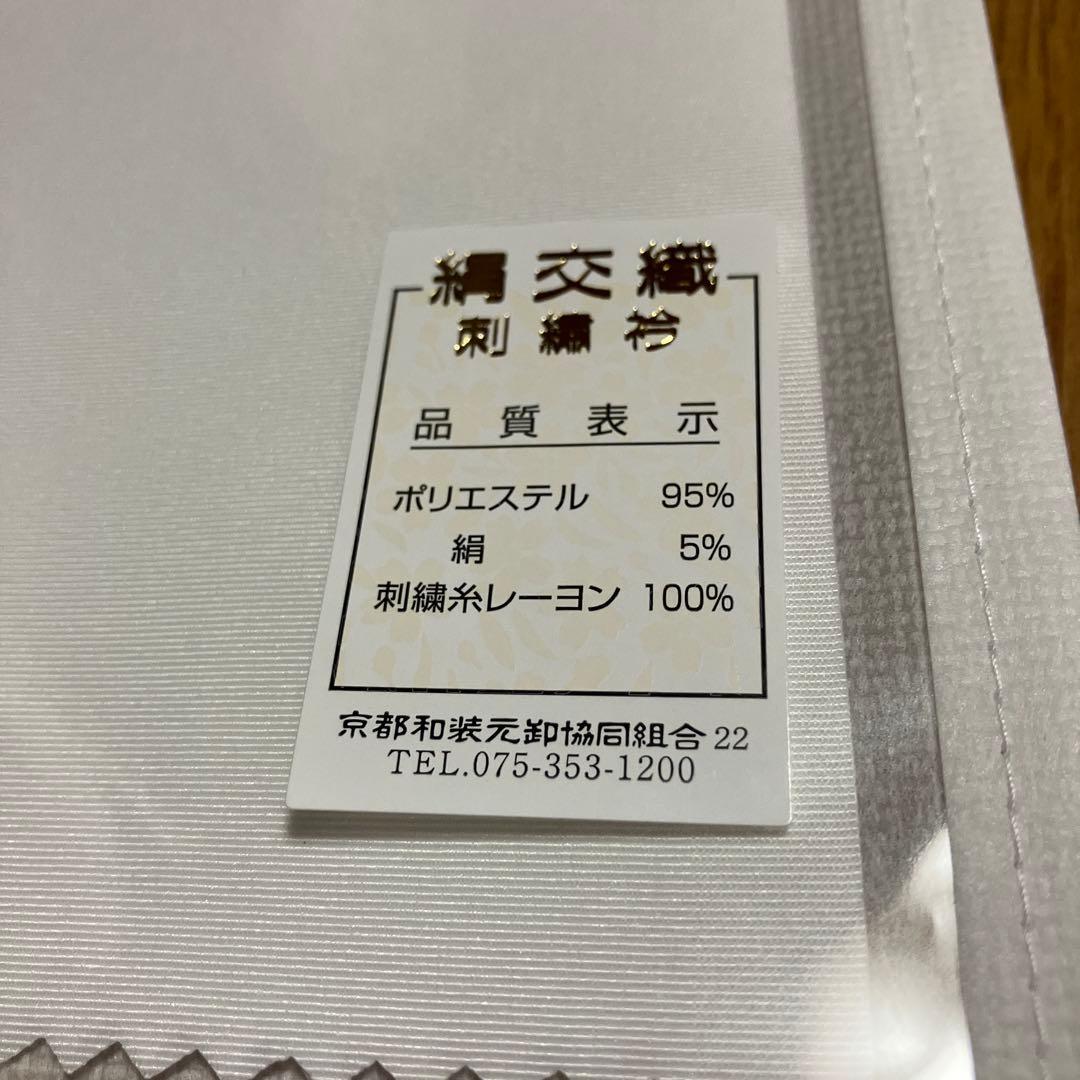 絹交織
刺繍衿
品質表示
ポリエステル 95%
絹 5%
刺繍糸レーヨン 100%
京都和装元卸協同組合 22
TEL.075-353-1200